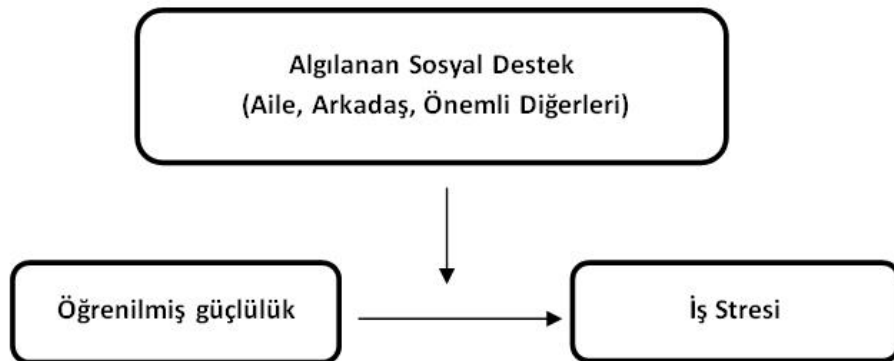 Algılanan Sosyal Destek
(Aile, Arkadaş, Önemli Diğerleri)
Öğrenilmiş güçlülük
İş Stresi